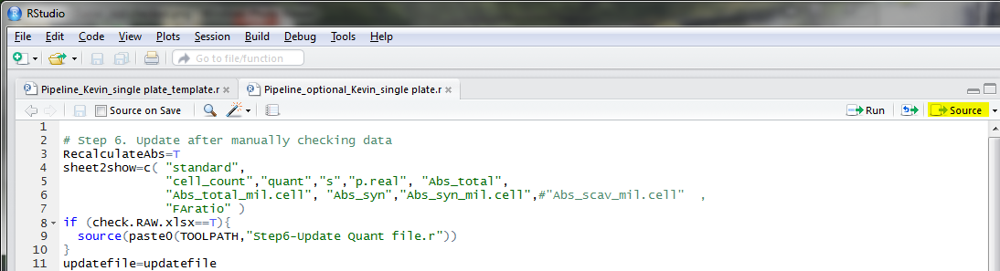 RStudio
File Edit Code View Plots Session Build Debug Tools Help
Go to file/function
Pipeline_Kevin_single plate_template.r × Pipeline_optional_Kevin_single plate.r ×
Source on Save Run Source
1
2 # Step 6. Update after manually checking data
3 RecalculateAbs=T
4 sheet2show=c( "standard",
5 "cell_count","quant","s","p.real", "Abs_total",
6 "Abs_total_mil.cell", "Abs_syn","Abs_syn_mil.cell",#"Abs_scav_mil.cell" ,
7 "FAratio" )
8 if (check.RAW.xlsx==T){
9 source(paste0(TOOLPATH,"Step6-Update Quant file.r"))
10 }
11 updatefile=updatefile